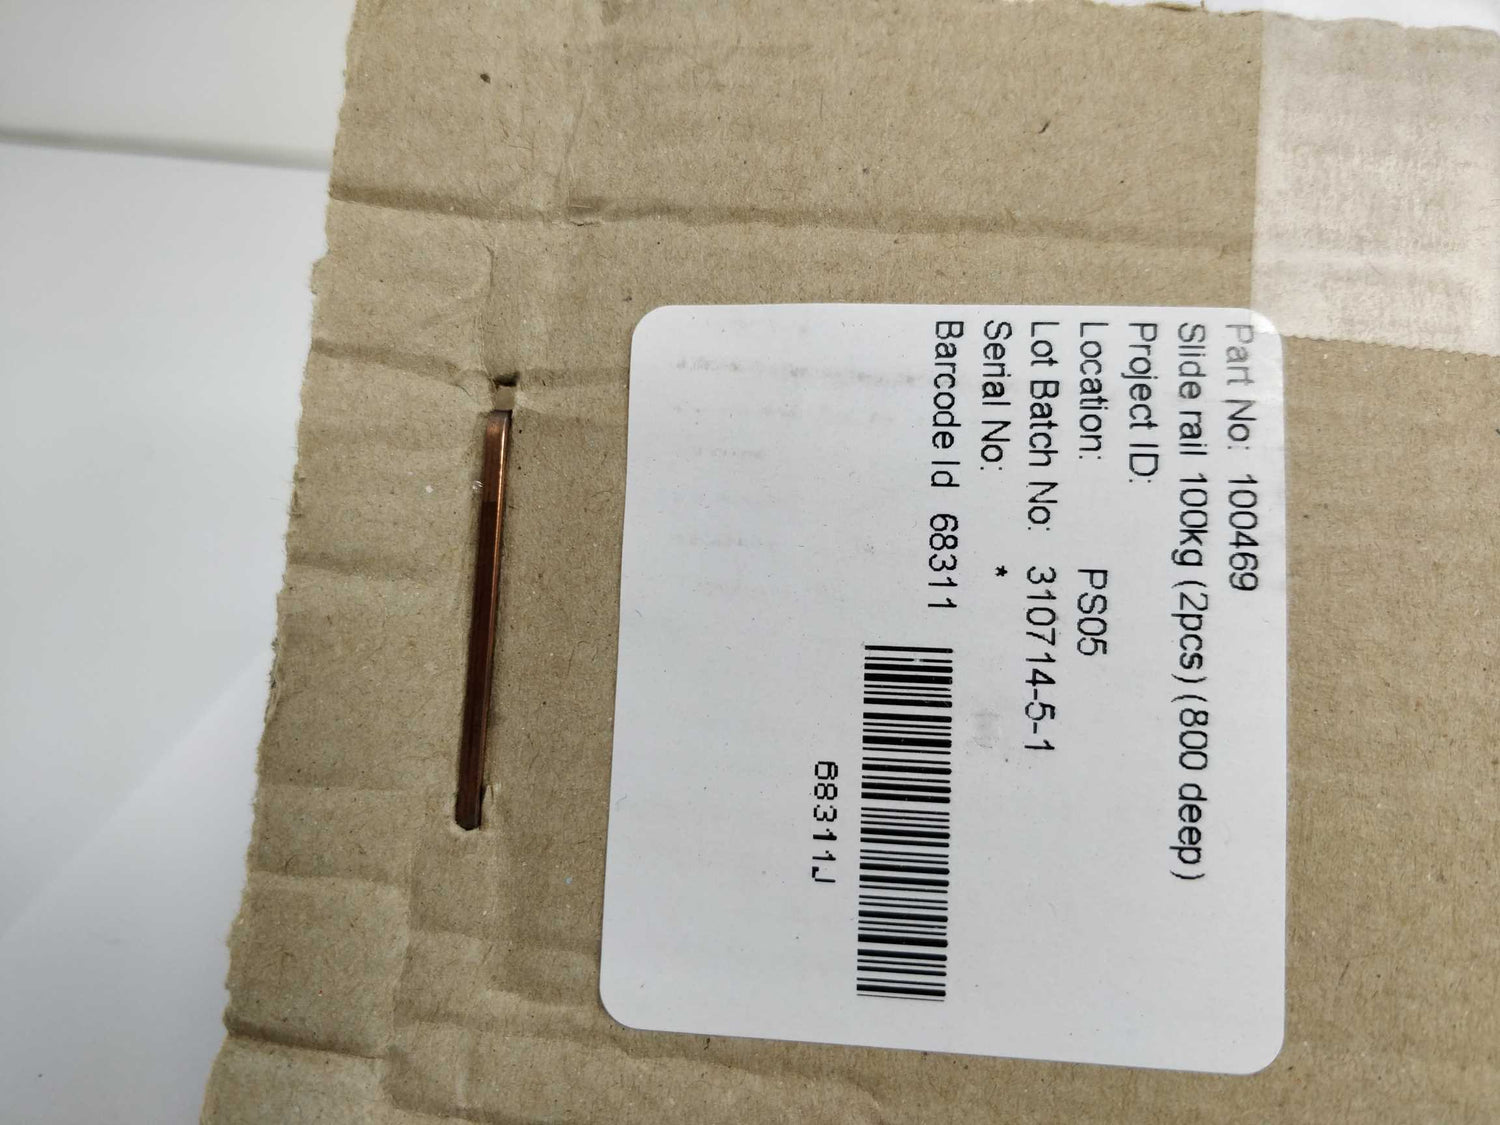 Part No: 100469
Slide rail 100kg (2pcs) (800 deep)
Project ID:
Location: PS05
Lot Batch No: 310714-5-1
Serial No: *
Barcode Id 68311
68311J